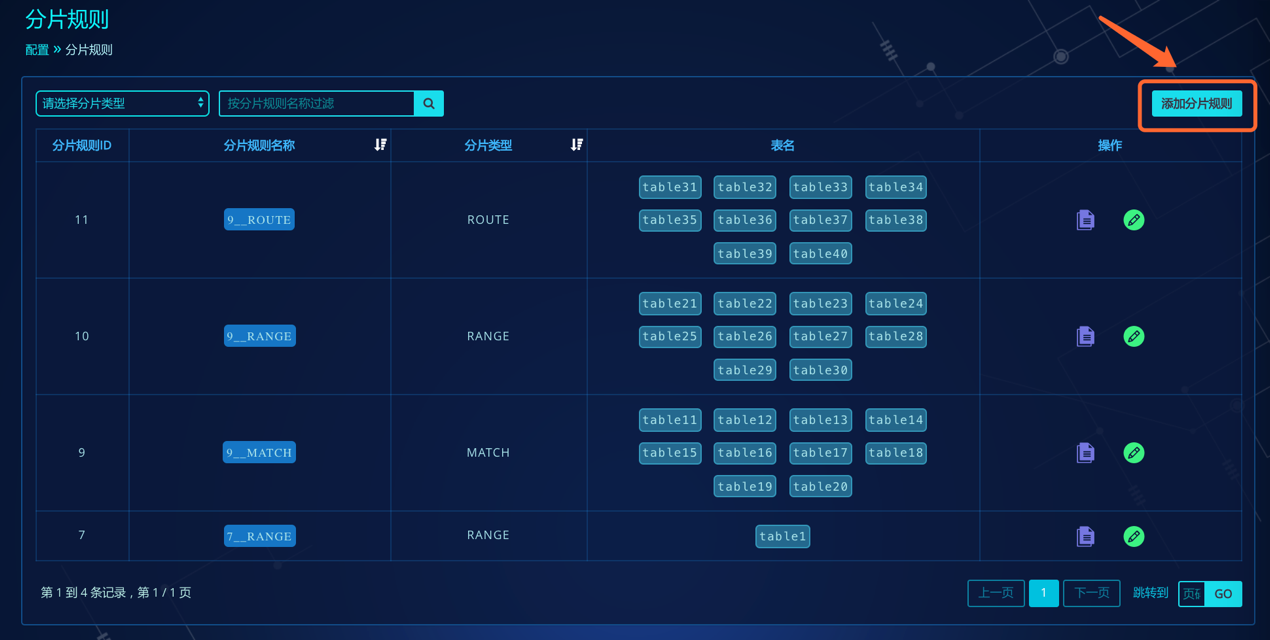 分片规则
配置 » 分片规则
请选择分片类型 按分片规则名称过滤 添加分片规则
分片规则ID 分片规则名称 分片类型 表名 操作
11 9__ROUTE ROUTE table31 table32 table33 table34
table35 table36 table37 table38
table39 table40
10 9__RANGE RANGE table21 table22 table23 table24
table25 table26 table27 table28
table29 table30
9 9__MATCH MATCH table11 table12 table13 table14
table15 table16 table17 table18
table19 table20
7 7__RANGE RANGE table1
第 1 到 4 条记录 , 第 1 / 1 页 上一页 1 下一页 跳转到 页码 GO